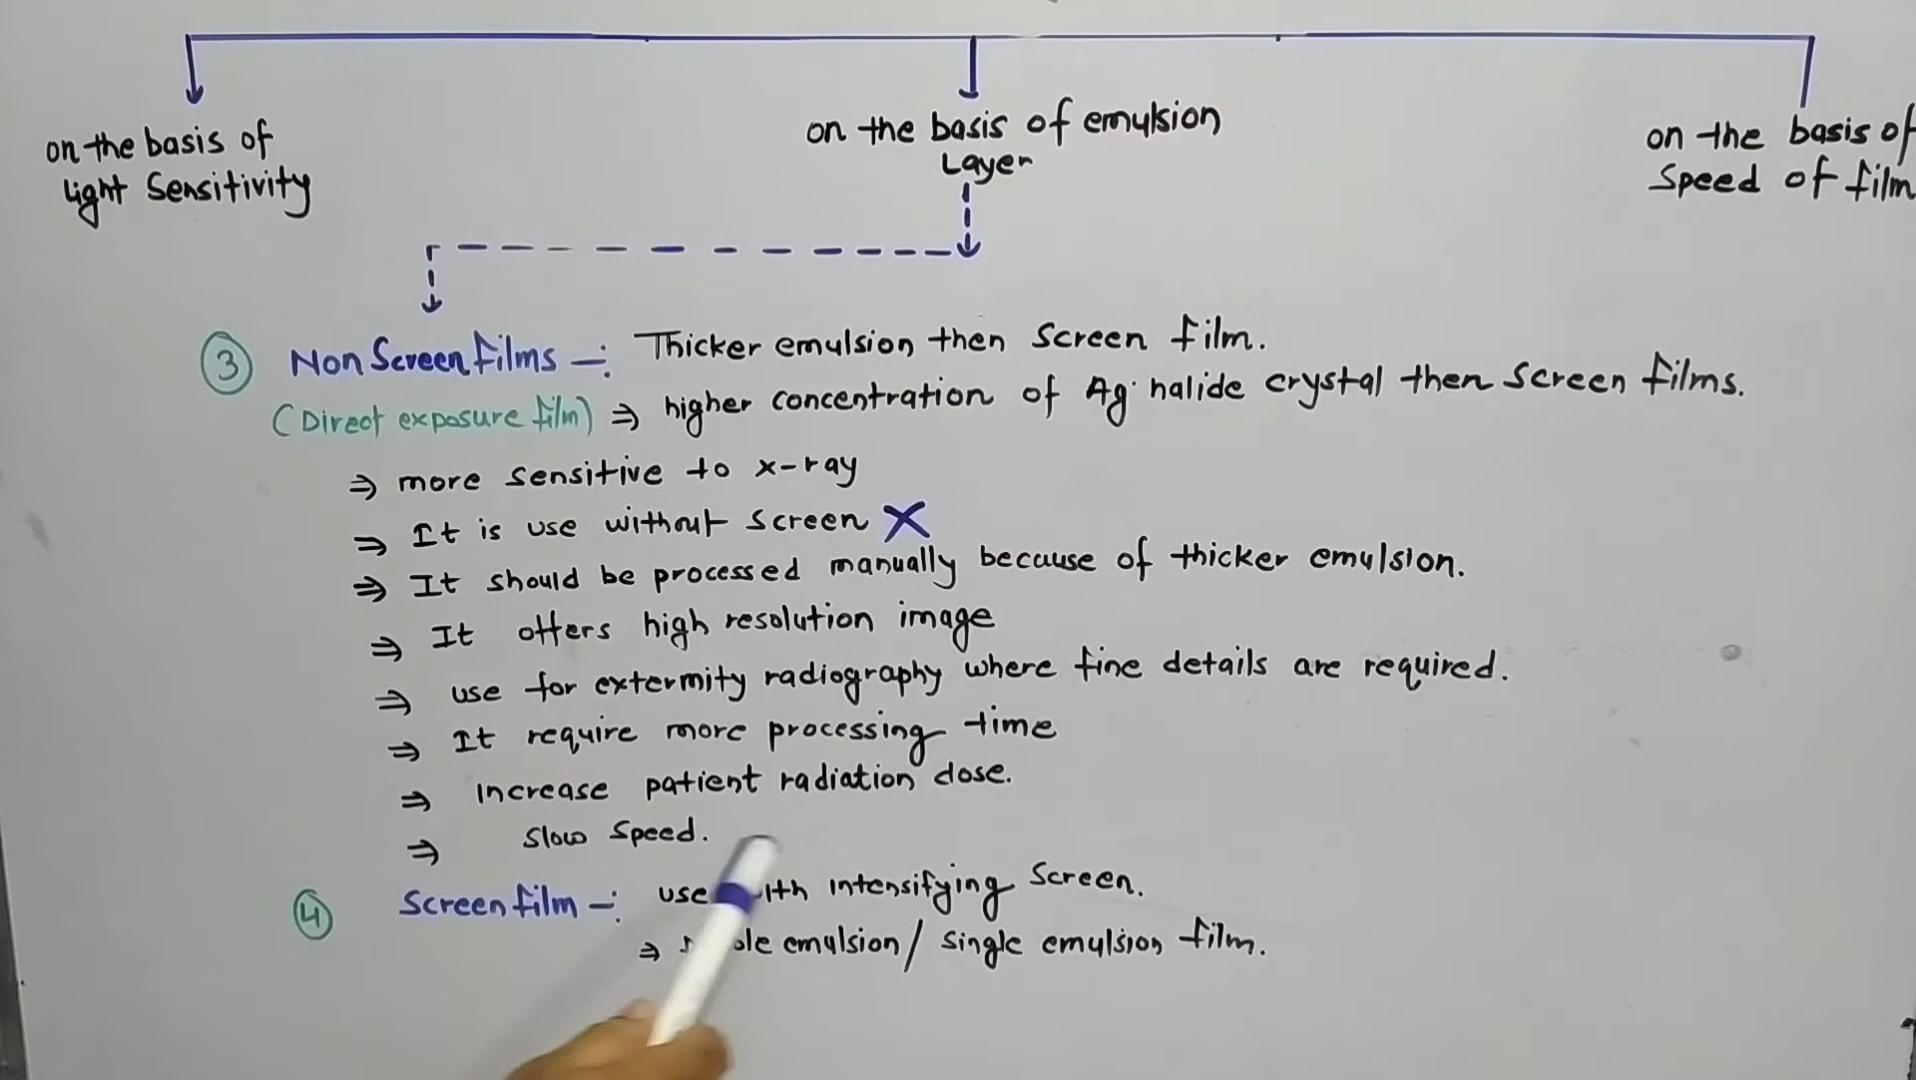 on the basis of
light Sensitivity
on the basis of emulsion
Layer
on the basis of
Speed of film
3 Non Screen films -: Thicker emulsion then Screen film.
(Direct exposure film) ⇒ higher concentration of Ag halide crystal then Screen films.
⇒ more sensitive to x-ray
⇒ It is use without screen X
⇒ It should be processed manually because of thicker emulsion.
⇒ It offers high resolution image
⇒ use for extermity radiography where fine details are required.
⇒ It require more processing time
⇒ Increase patient radiation dose.
⇒ Slow Speed.
4 Screen film -: use intensifying Screen.
⇒ emulsion / single emulsion film.